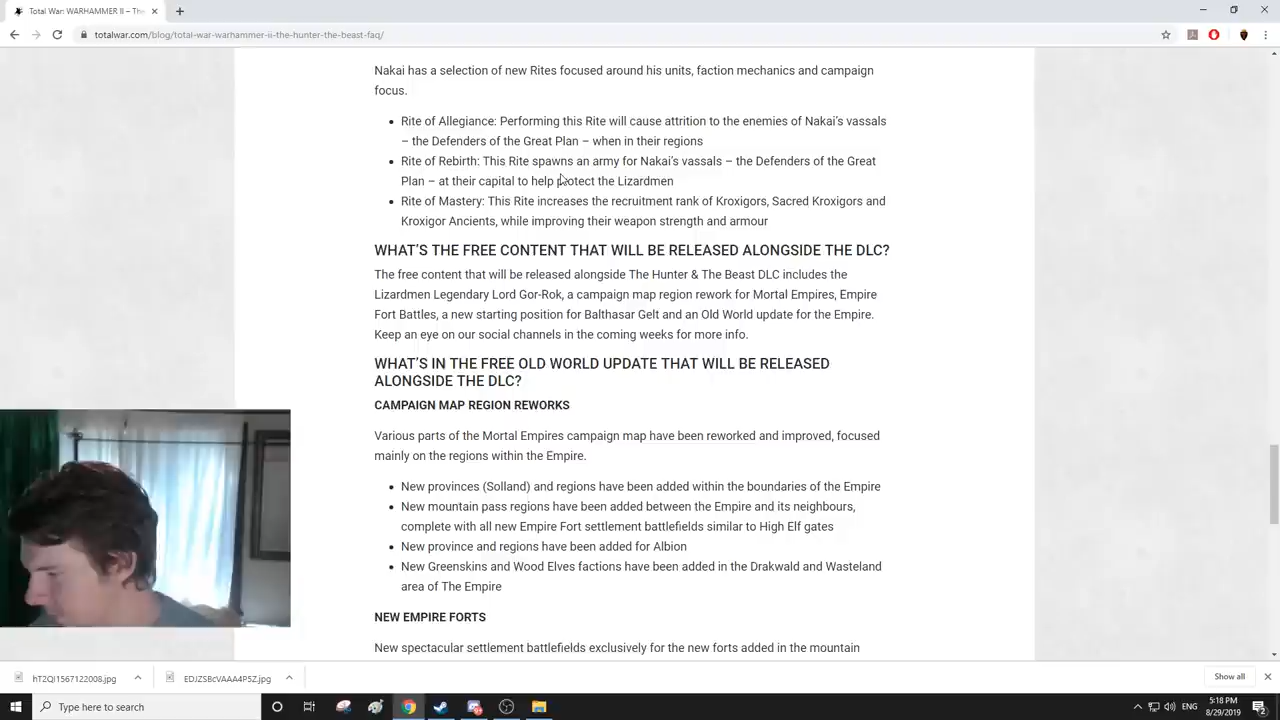 Total War: WARHAMMER II – The
totalwar.com/blog/total-war-warhammer-ii-the-hunter-the-beast-faq/
Nakai has a selection of new Rites focused around his units, faction mechanics and campaign
focus.
Rite of Allegiance: Performing this Rite will cause attrition to the enemies of Nakai's vassals
– the Defenders of the Great Plan – when in their regions
Rite of Rebirth: This Rite spawns an army for Nakai's vassals – the Defenders of the Great
Plan – at their capital to help protect the Lizardmen
Rite of Mastery: This Rite increases the recruitment rank of Kroxigors, Sacred Kroxigors and
Kroxigor Ancients, while improving their weapon strength and armour
WHAT'S THE FREE CONTENT THAT WILL BE RELEASED ALONGSIDE THE DLC?
The free content that will be released alongside The Hunter & The Beast DLC includes the
Lizardmen Legendary Lord Gor-Rok, a campaign map region rework for Mortal Empires, Empire
Fort Battles, a new starting position for Balthasar Gelt and an Old World update for the Empire.
Keep an eye on our social channels in the coming weeks for more info.
WHAT'S IN THE FREE OLD WORLD UPDATE THAT WILL BE RELEASED
ALONGSIDE THE DLC?
CAMPAIGN MAP REGION REWORKS
Various parts of the Mortal Empires campaign map have been reworked and improved, focused
mainly on the regions within the Empire.
New provinces (Solland) and regions have been added within the boundaries of the Empire
New mountain pass regions have been added between the Empire and its neighbours,
complete with all new Empire Fort settlement battlefields similar to High Elf gates
New province and regions have been added for Albion
New Greenskins and Wood Elves factions have been added in the Drakwald and Wasteland
area of The Empire
NEW EMPIRE FORTS
New spectacular settlement battlefields exclusively for the new forts added in the mountain
hT2QI1567122008.jpg
EDJZSBcVAAA4P5Z.jpg
Show all
Type here to search
ENG
5:18 PM
8/29/2019
2